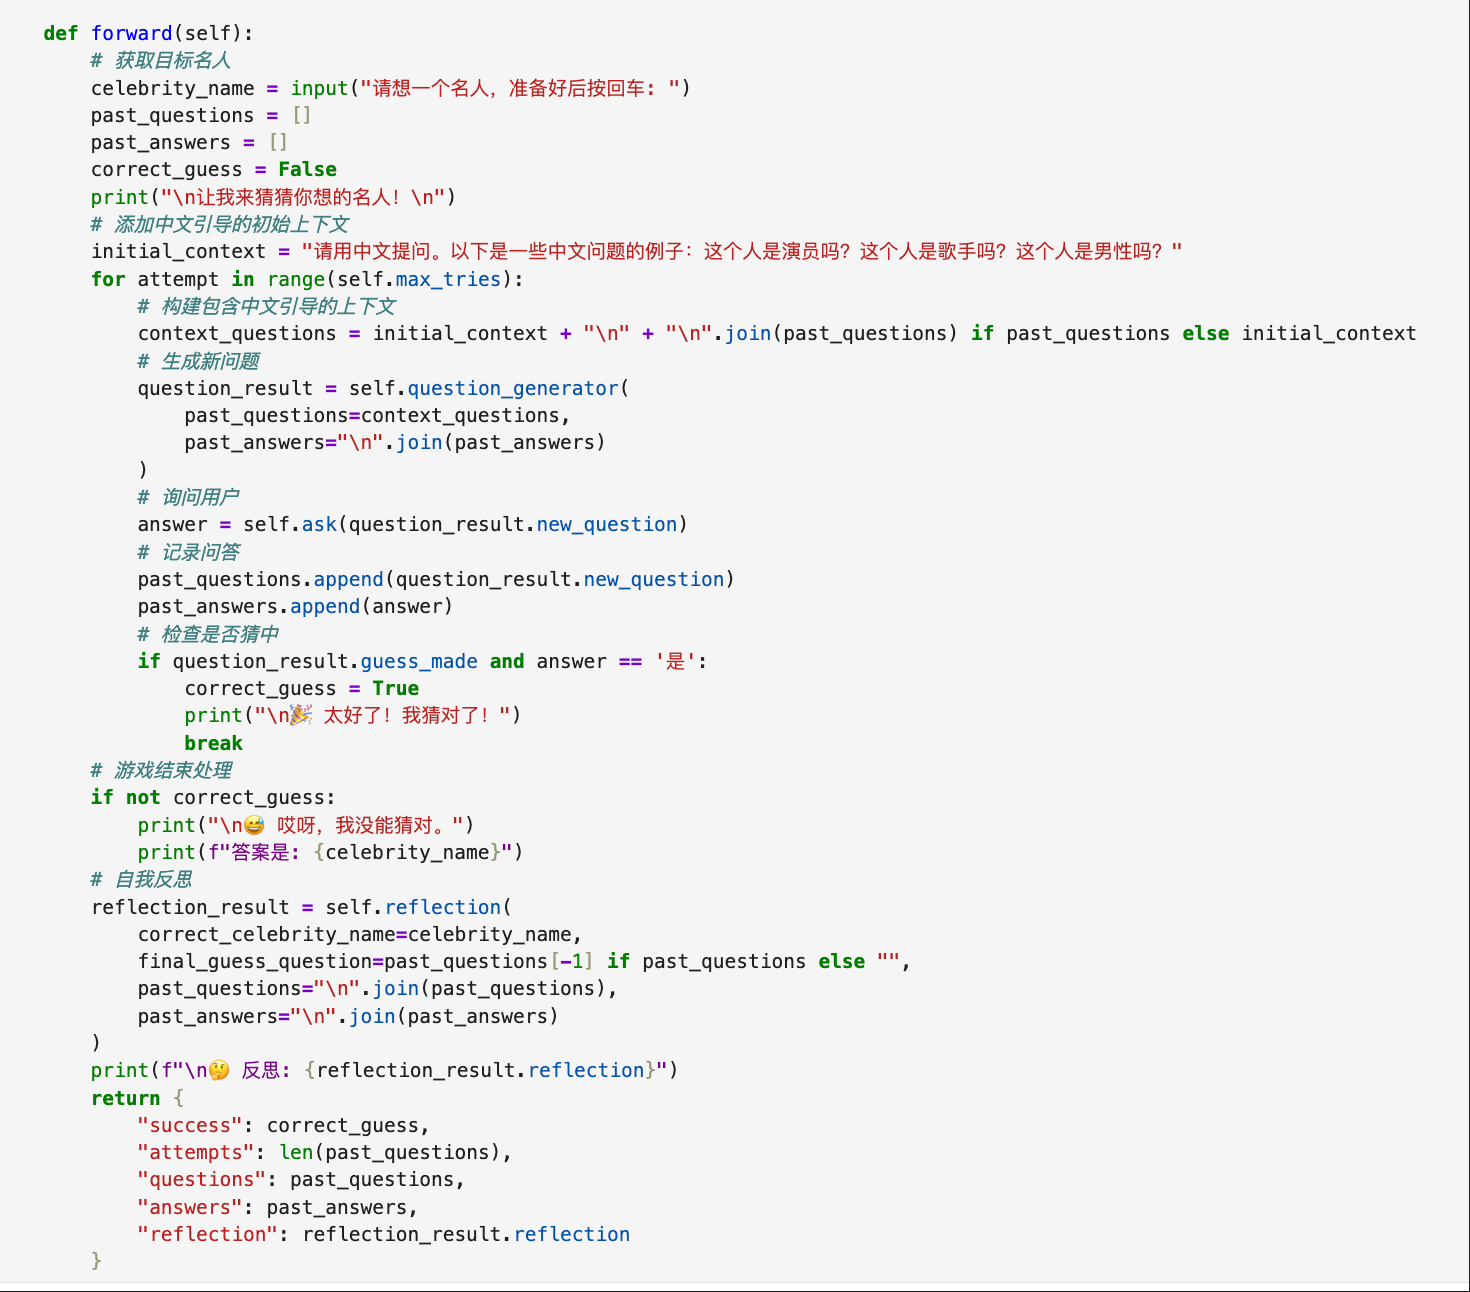 def forward(self):
    # 获取目标名人
    celebrity_name = input("请想一个名人，准备好后按回车: ")
    past_questions = []
    past_answers = []
    correct_guess = False
    print("\n让我来猜猜你想的名人！\n")
    # 添加中文引导的初始上下文
    initial_context = "请用中文提问。以下是一些中文问题的例子：这个人是演员吗？这个人是歌手吗？这个人是男性吗？"
    for attempt in range(self.max_tries):
        # 构建包含中文引导的上下文
        context_questions = initial_context + "\n" + "\n".join(past_questions) if past_questions else initial_context
        # 生成新问题
        question_result = self.question_generator(
            past_questions=context_questions,
            past_answers="\n".join(past_answers)
        )
        # 询问用户
        answer = self.ask(question_result.new_question)
        # 记录问答
        past_questions.append(question_result.new_question)
        past_answers.append(answer)
        # 检查是否猜中
        if question_result.guess_made and answer == '是':
            correct_guess = True
            print("\n🎉 太好了！我猜对了！")
            break
    # 游戏结束处理
    if not correct_guess:
        print("\n😅 哎呀，我没能猜对。")
        print(f"答案是: {celebrity_name}")
    # 自我反思
    reflection_result = self.reflection(
        correct_celebrity_name=celebrity_name,
        final_guess_question=past_questions[-1] if past_questions else "",
        past_questions="\n".join(past_questions),
        past_answers="\n".join(past_answers)
    )
    print(f"\n🤔 反思: {reflection_result.reflection}")
    return {
        "success": correct_guess,
        "attempts": len(past_questions),
        "questions": past_questions,
        "answers": past_answers,
        "reflection": reflection_result.reflection
    }